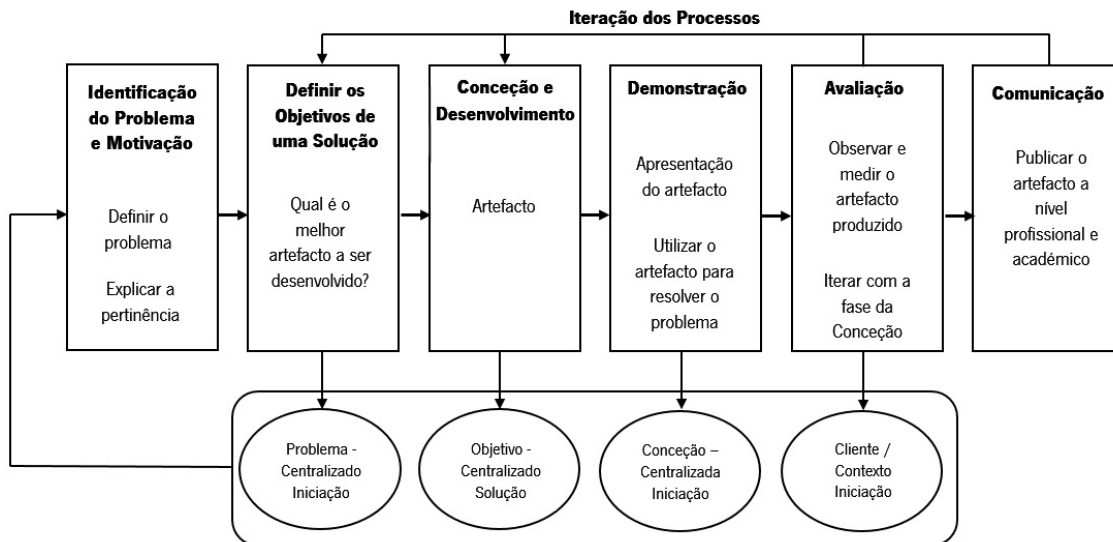 Iteração dos Processos
Identificação
do Problema
e Motivação
Definir o
problema
Explicar a
pertinência
Definir os
Objetivos de
uma Solução
Qual é o
melhor
artefacto a ser
desenvolvido?
Conceção e
Desenvolvimento
Artefacto
Demonstração
Apresentação
do artefacto
Utilizar o
artefacto para
resolver o
problema
Avaliação
Observar e
medir o
artefacto
produzido
Iterar com a
fase da
Conceção
Comunicação
Publicar o
artefacto a
nível
profissional e
académico
Problema -
Centralizado
Iniciação
Objetivo -
Centralizado
Solução
Conceção –
Centralizada
Iniciação
Cliente /
Contexto
Iniciação